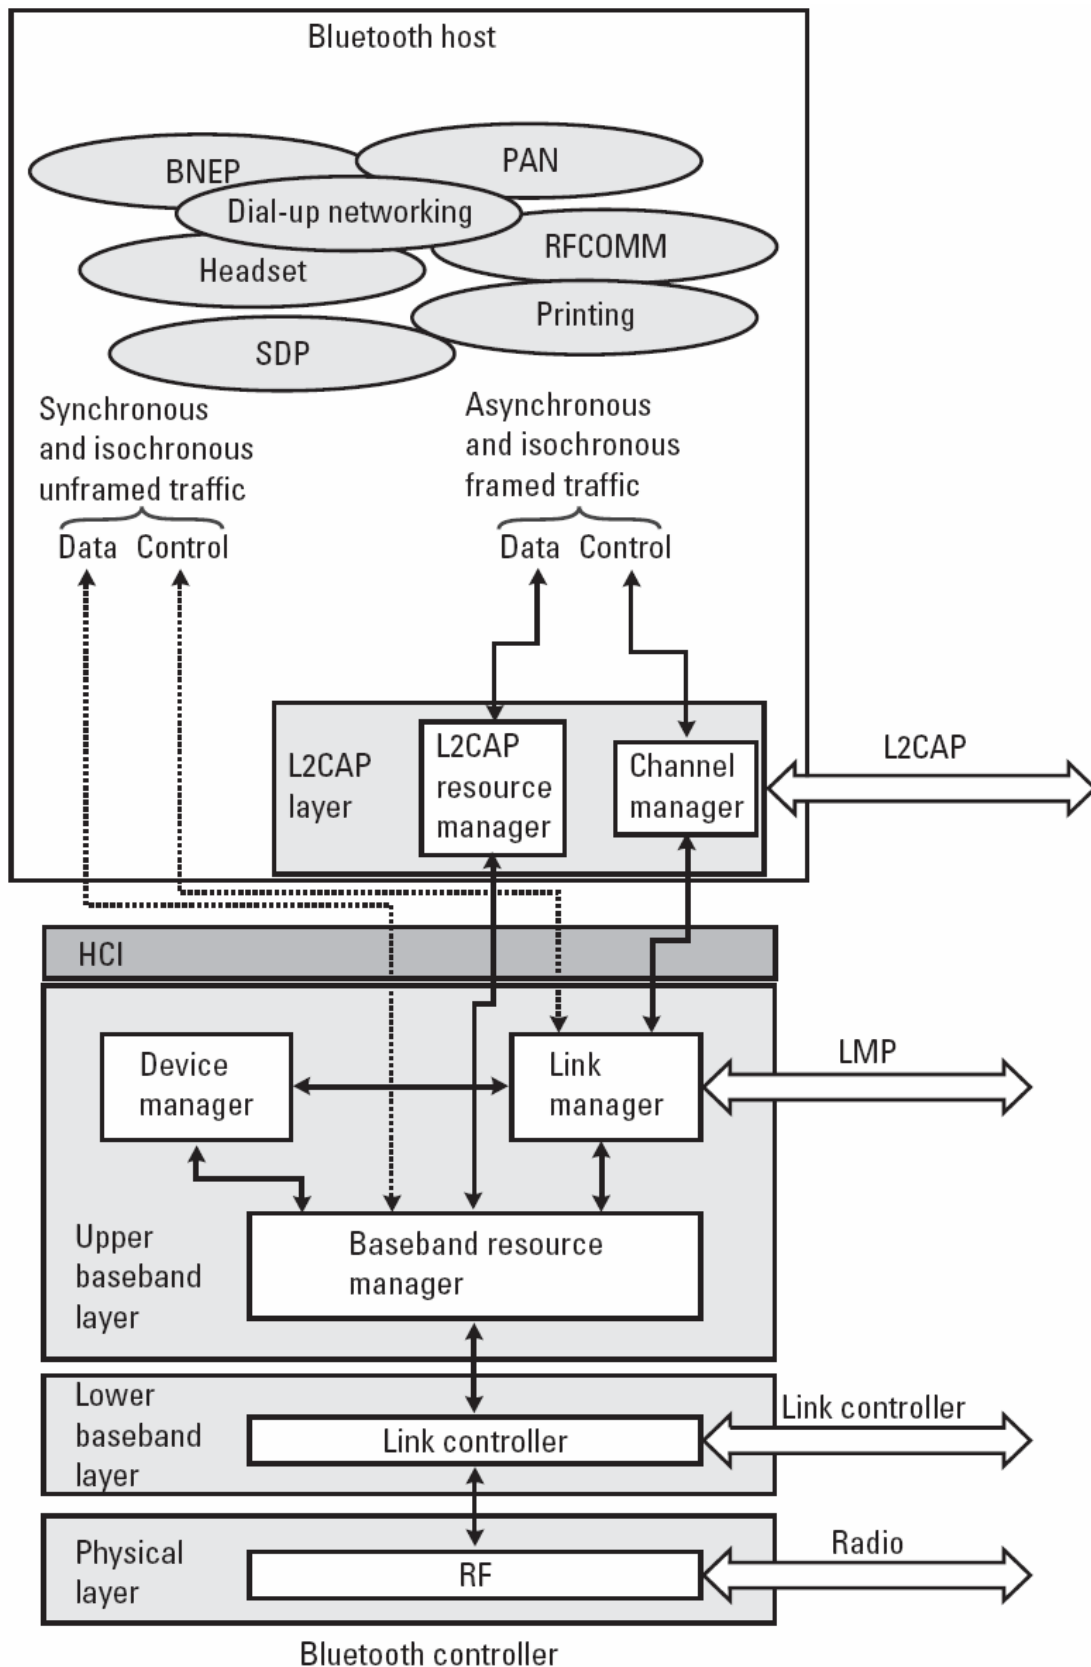 Bluetooth host
BNEP
PAN
Dial-up networking
RFCOMM
Headset
Printing
SDP
Synchronous
and isochronous
unframed traffic
Data Control
Asynchronous
and isochronous
framed traffic
Data Control
L2CAP
layer
L2CAP
resource
manager
Channel
manager
L2CAP
HCI
Device
manager
Link
manager
LMP
Upper
baseband
layer
Baseband resource
manager
Lower
baseband
layer
Link controller
Link controller
Physical
layer
RF
Radio
Bluetooth controller